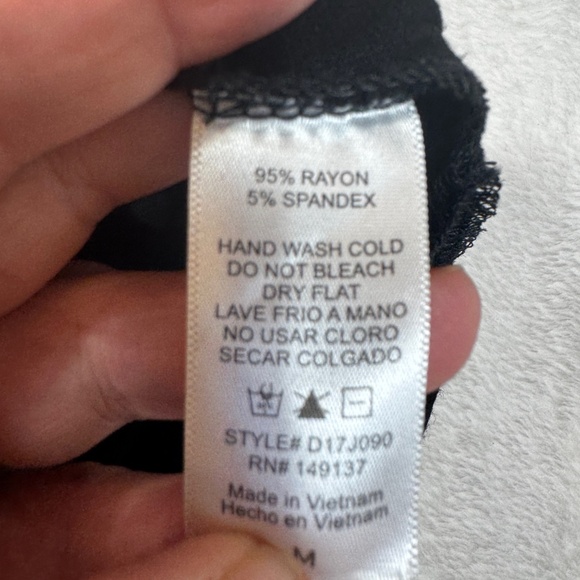 95% RAYON
5% SPANDEX
HAND WASH COLD
DO NOT BLEACH
DRY FLAT
LAVE FRIO A MANO
NO USAR CLORO
SECAR COLGADO
STYLE# D17J090
RN# 149137
Made in Vietnam
Hecho en Vietnam
M